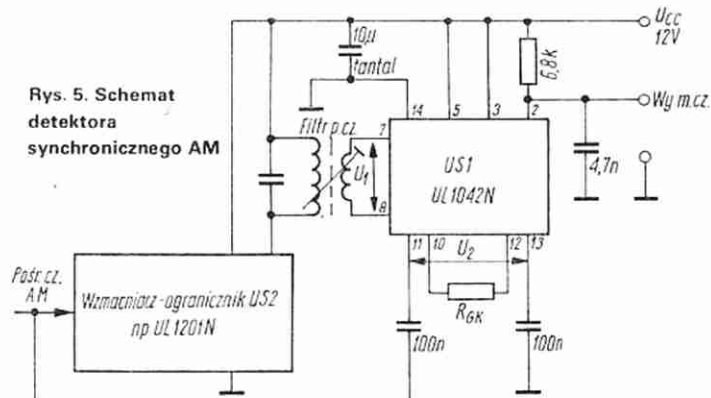 Rys. 5. Schemat
detektora
synchronicznego AM
10µ
tantal
UCC
12V
6,8k
Wy m.cz.
4,7n
14
5
3
2
Filtr p.cz.
7
U1
8
US1
UL1042N
11
10
U2
12
13
RGK
100n
100n
Pośr. cz.
AM
Wzmacniacz-ogranicznik US2
np UL1201N